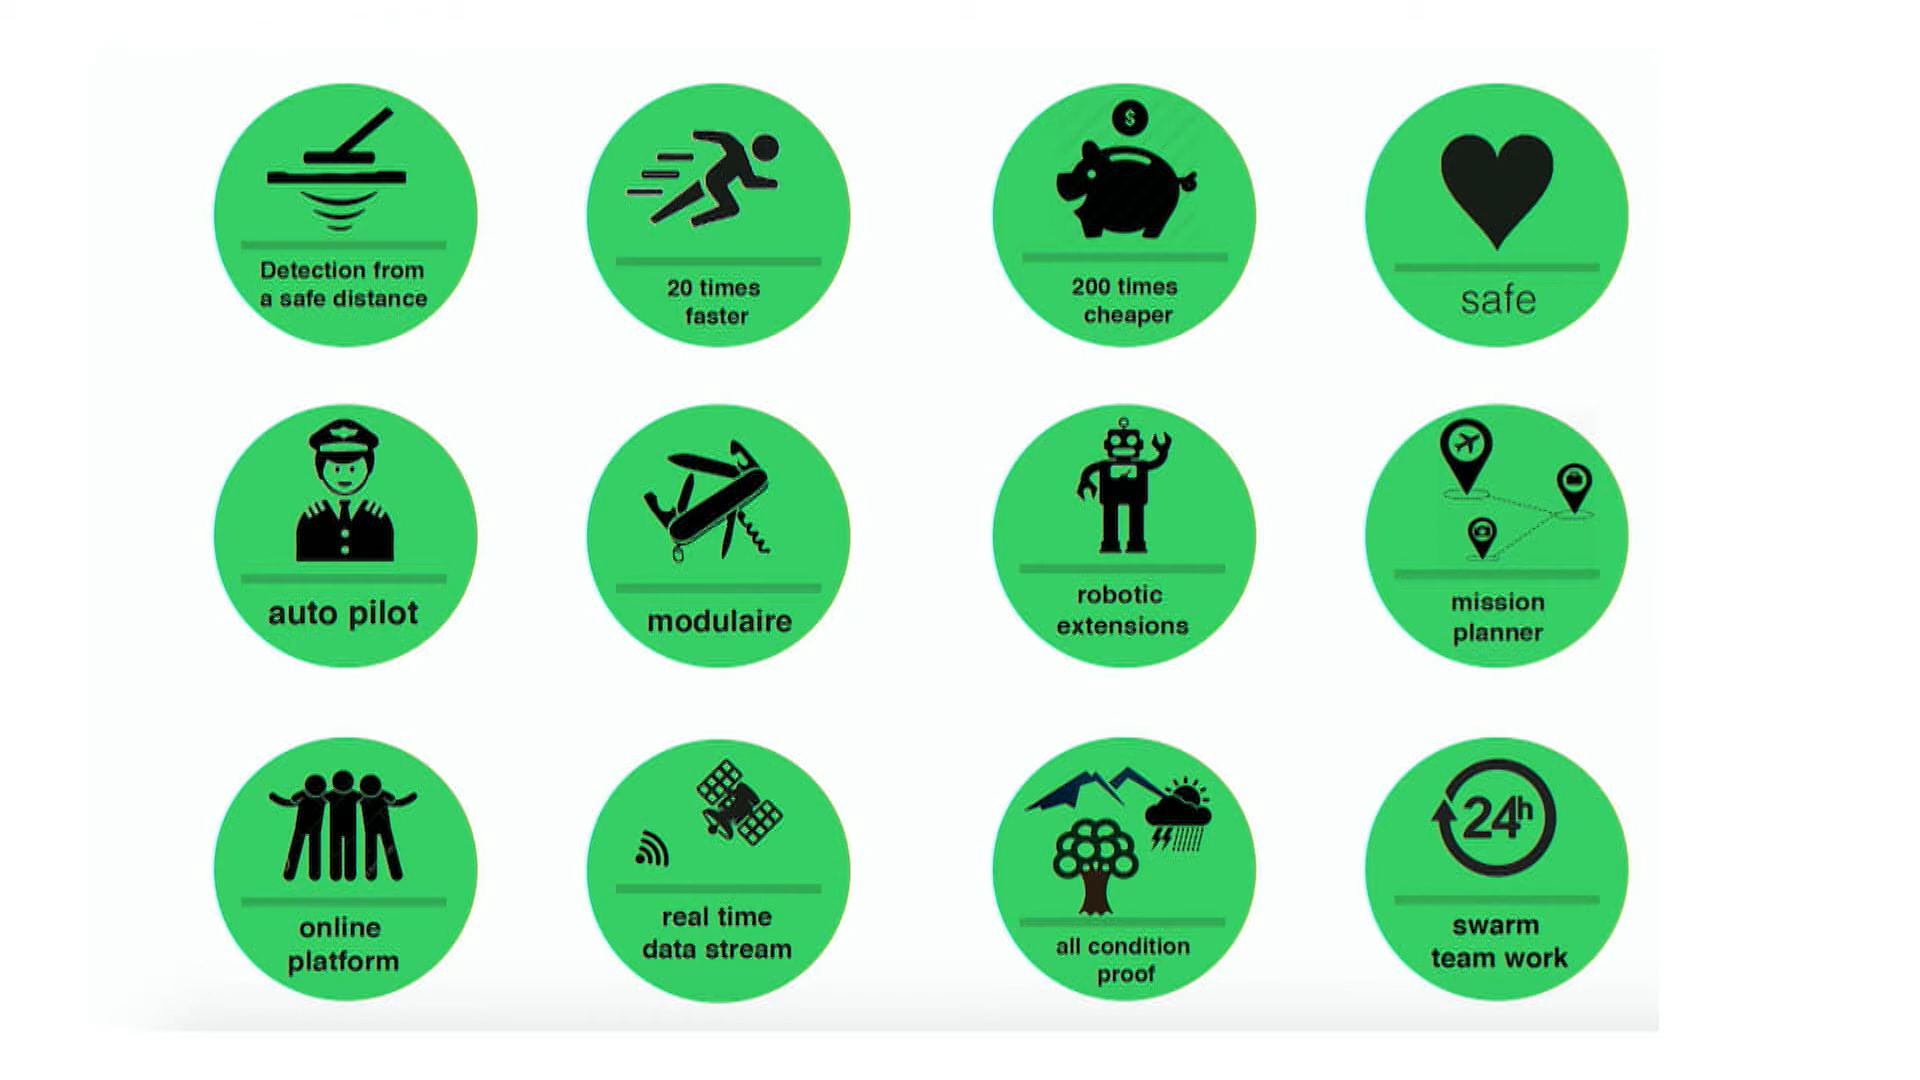 $
Detection from
a safe distance
20 times
faster
200 times
cheaper
safe
auto pilot
modulaire
robotic
extensions
mission
planner
online
platform
real time
data stream
all condition
proof
24h
swarm
team work